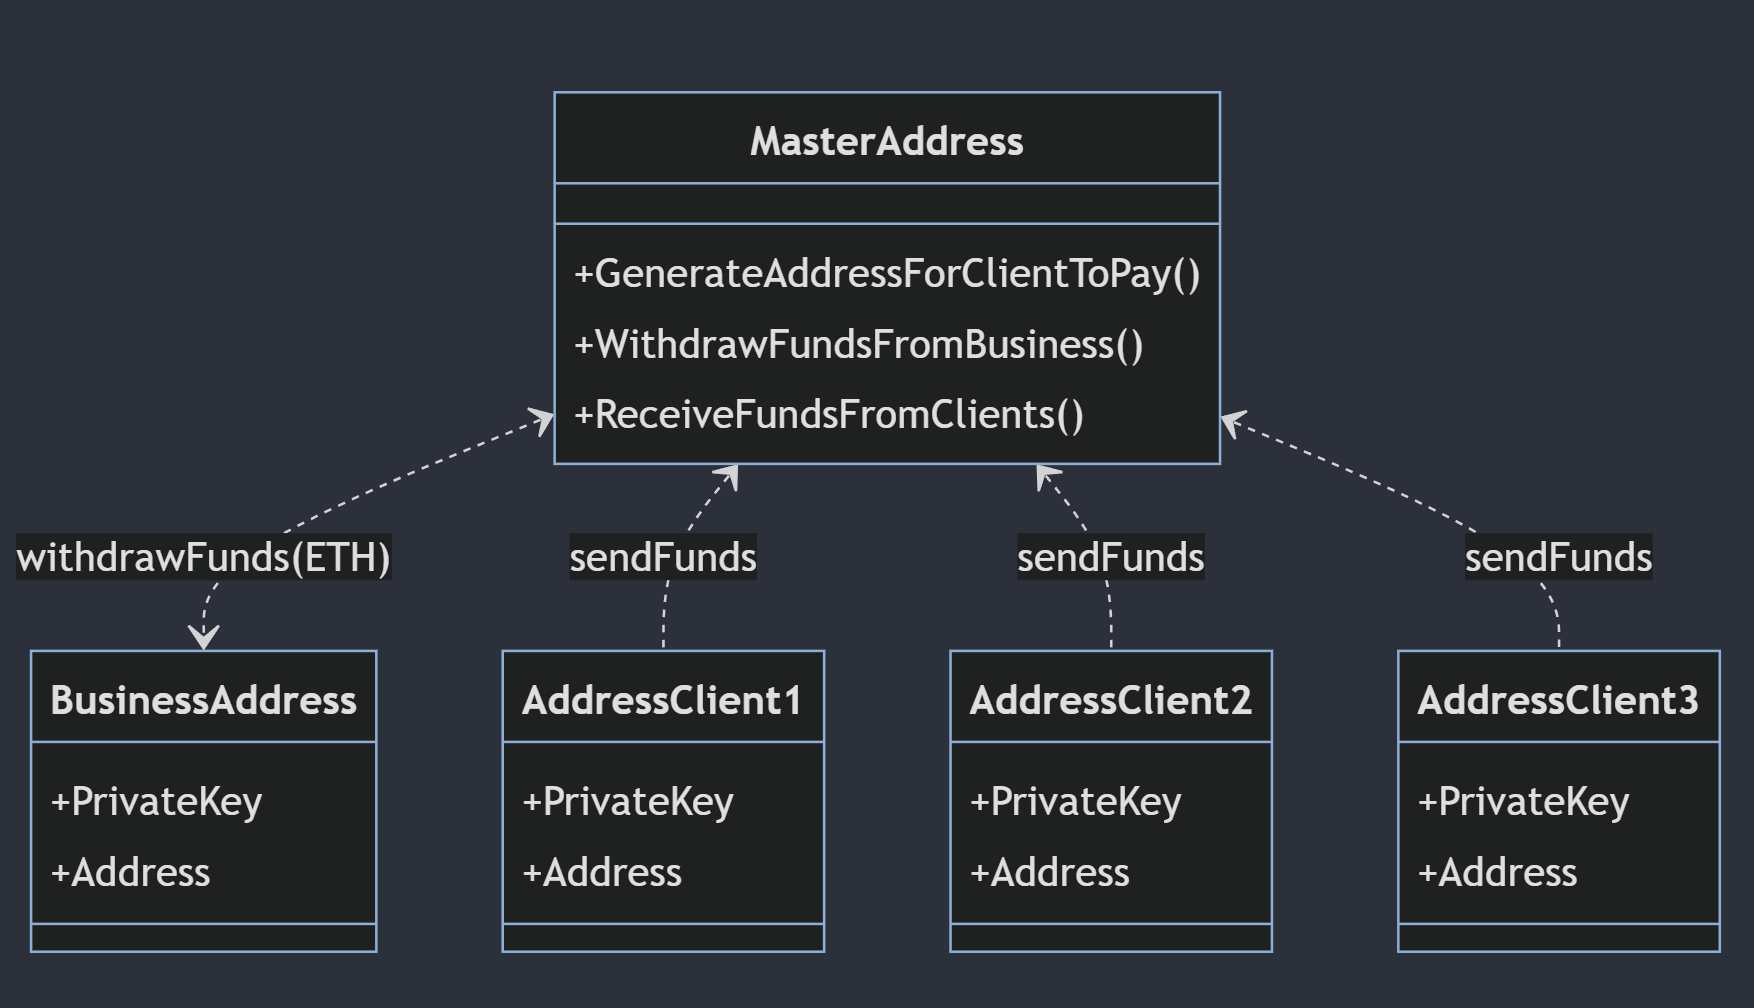 MasterAddress
+GenerateAddressForClientToPay()
+WithdrawFundsFromBusiness()
+ReceiveFundsFromClients()
withdrawFunds(ETH)
sendFunds
sendFunds
sendFunds
BusinessAddress
+PrivateKey
+Address
AddressClient1
+PrivateKey
+Address
AddressClient2
+PrivateKey
+Address
AddressClient3
+PrivateKey
+Address